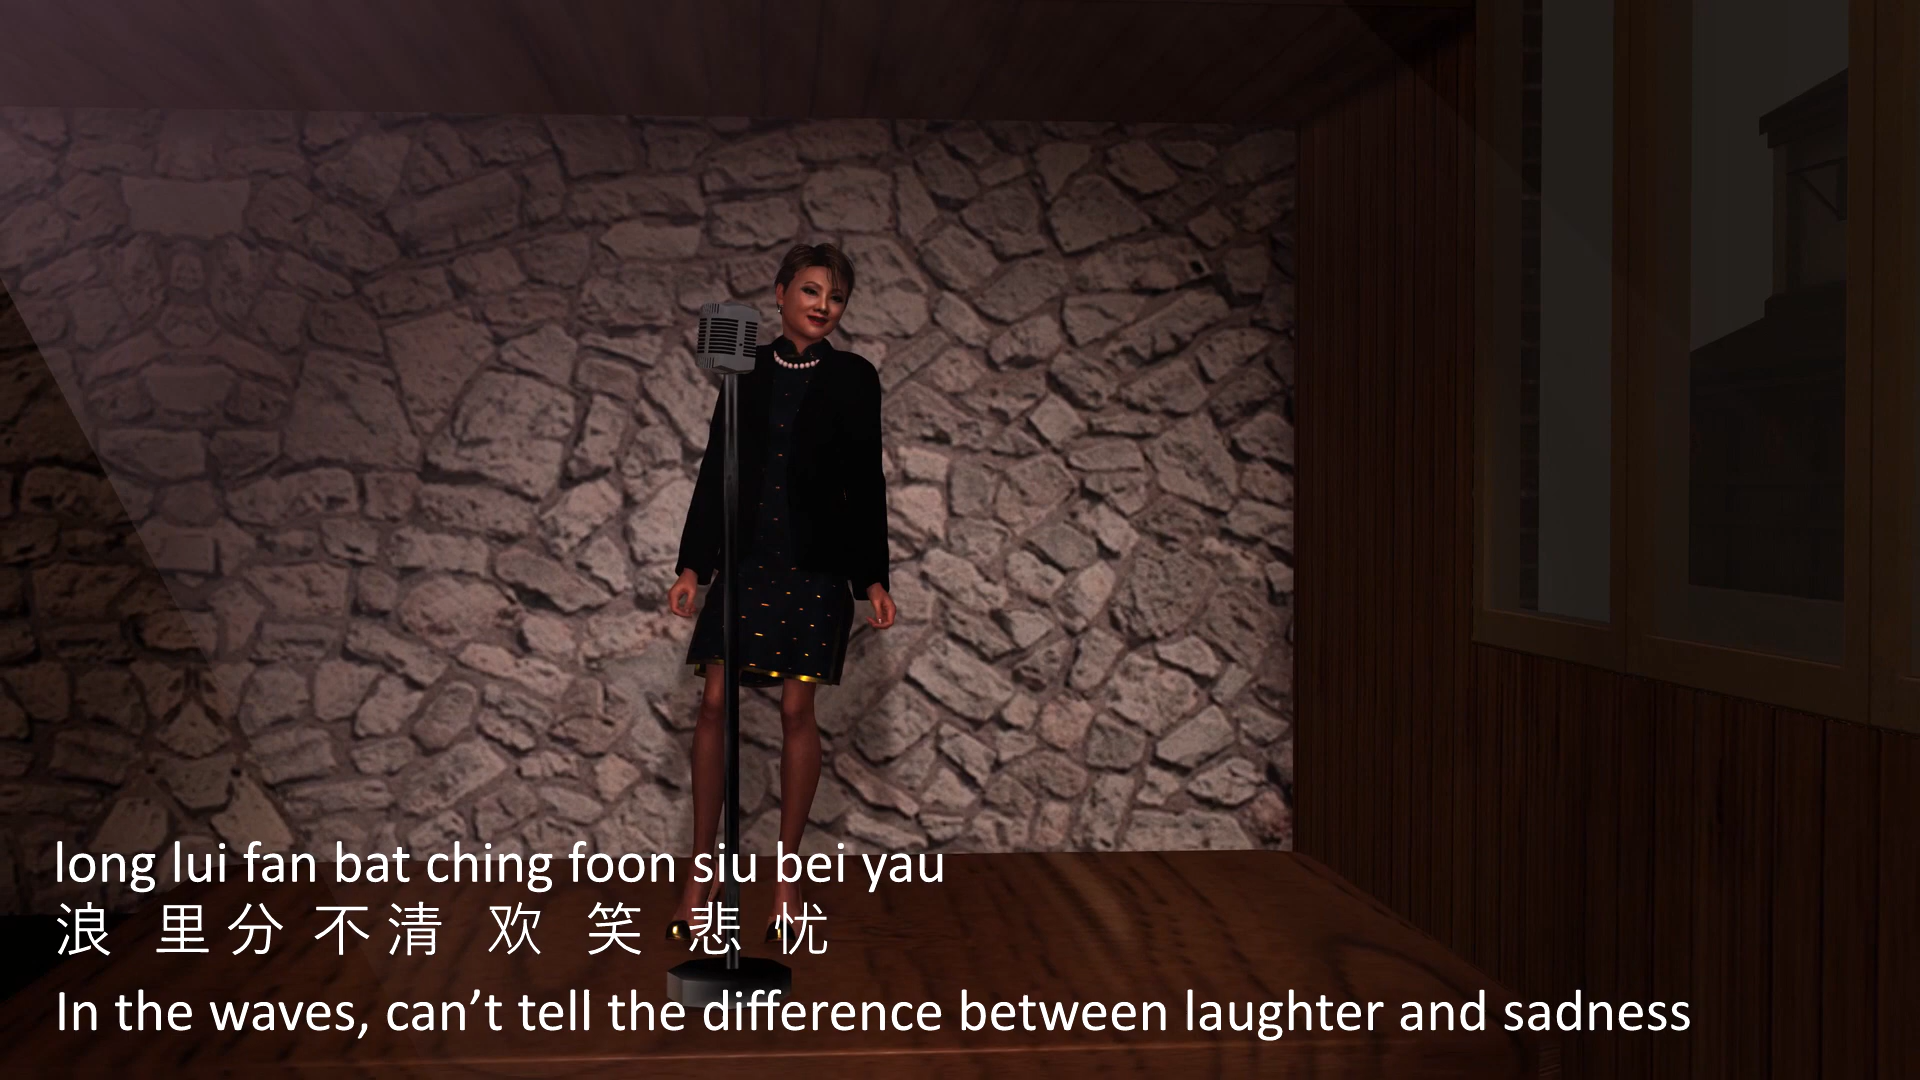 long lui fan bat ching foon siu bei yau
浪 里分 不清 欢 笑 悲 忧
In the waves, can’t tell the difference between laughter and sadness